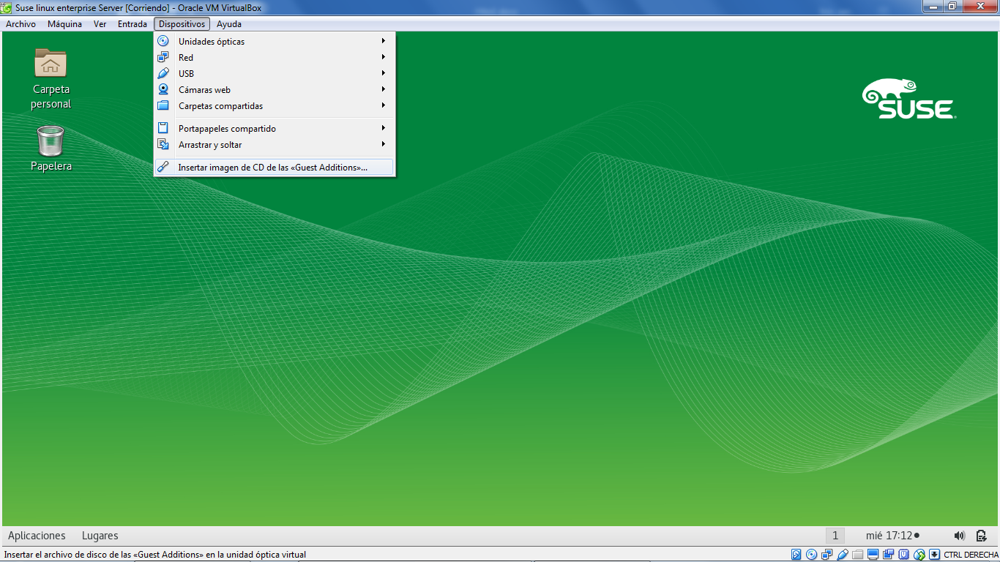 Suse linux enterprise Server [Corriendo] - Oracle VM VirtualBox
Archivo Máquina Ver Entrada Dispositivos Ayuda
Unidades ópticas
Red
USB
Cámaras web
Carpetas compartidas
Portapapeles compartido
Arrastrar y soltar
Insertar imagen de CD de las «Guest Additions»...
Carpeta
personal
Papelera
SUSE
Aplicaciones Lugares 1 mié 17:12
Insertar el archivo de disco de las «Guest Additions» en la unidad óptica virtual CTRL DERECHA